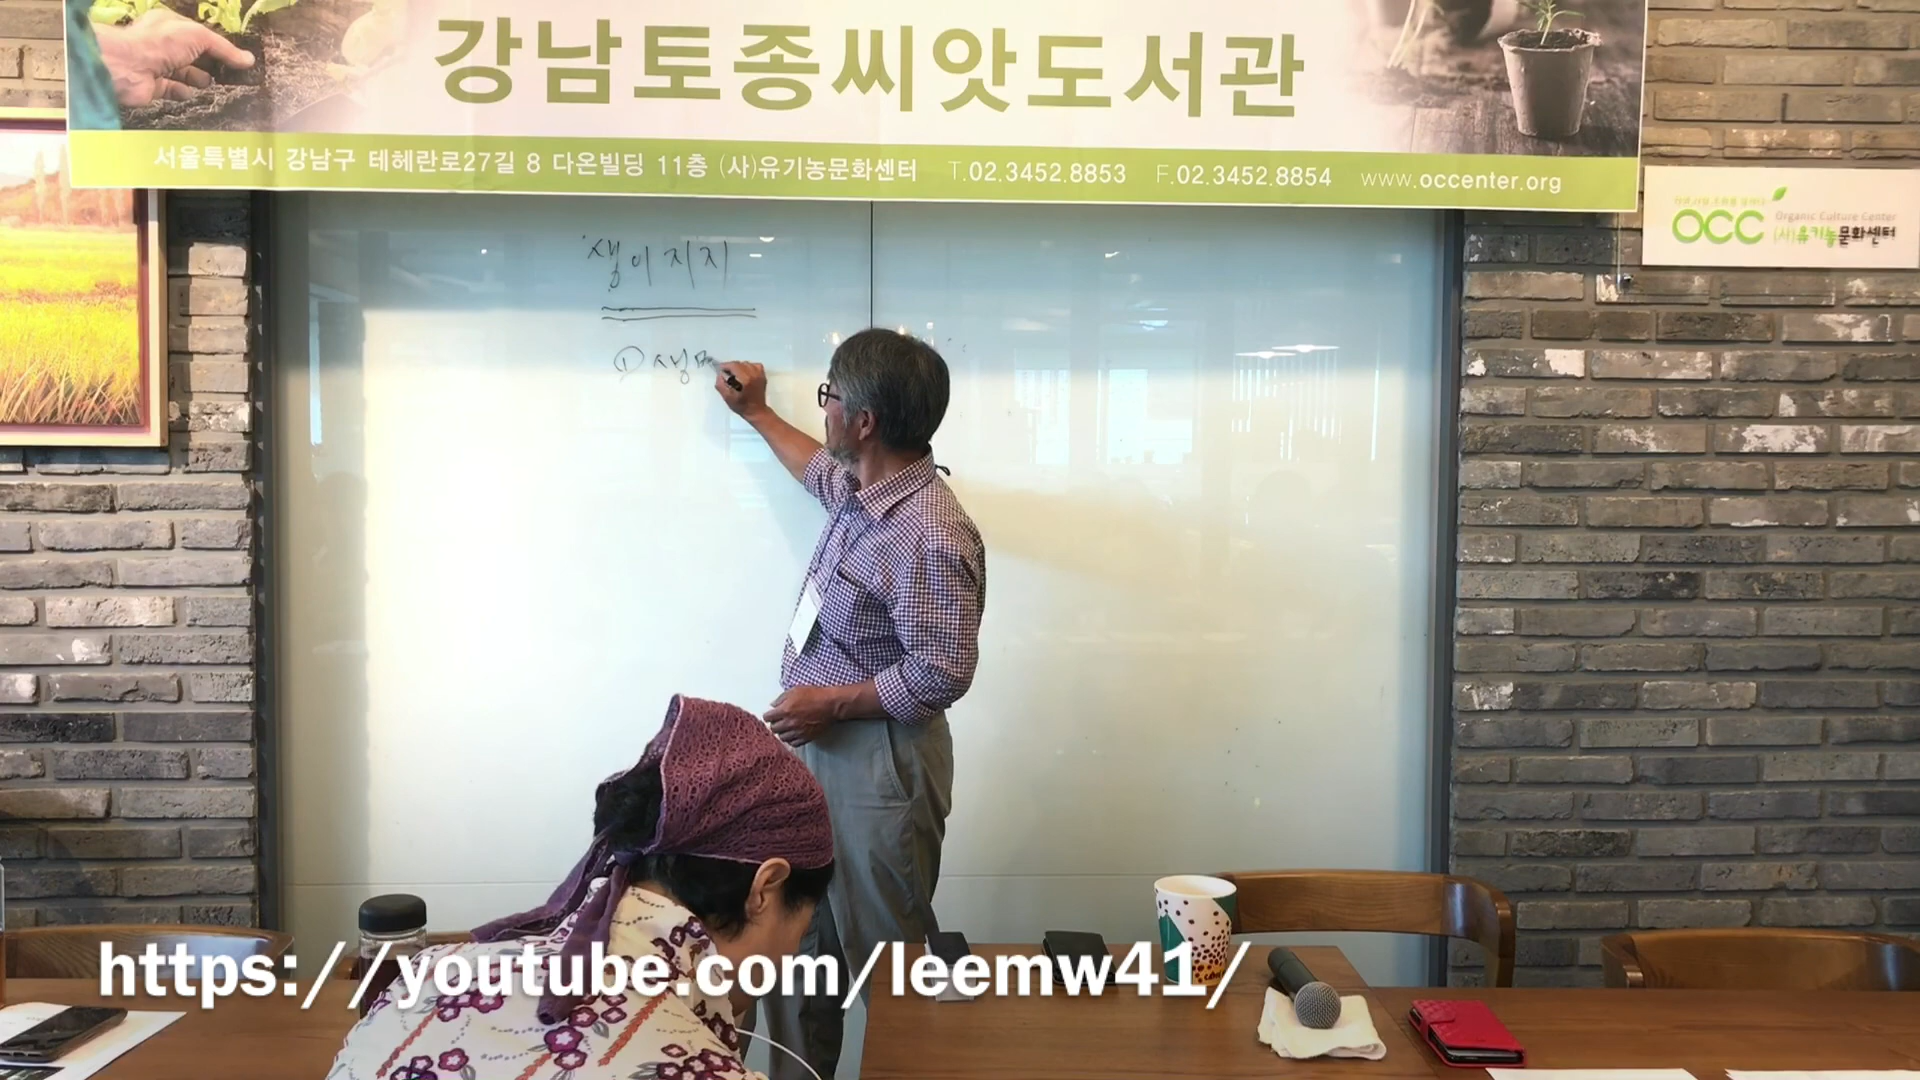 강남토종씨앗도서관
서울특별시 강남구 테헤란로27길 8 다온빌딩 11층 (사)유기농문화센터 T.02.3452.8853 F.02.3452.8854 www.occenter.org
OCC Organic Culture Center
(사)유기농문화센터
생이지지
① 생
https://youtube.com/leemw41/